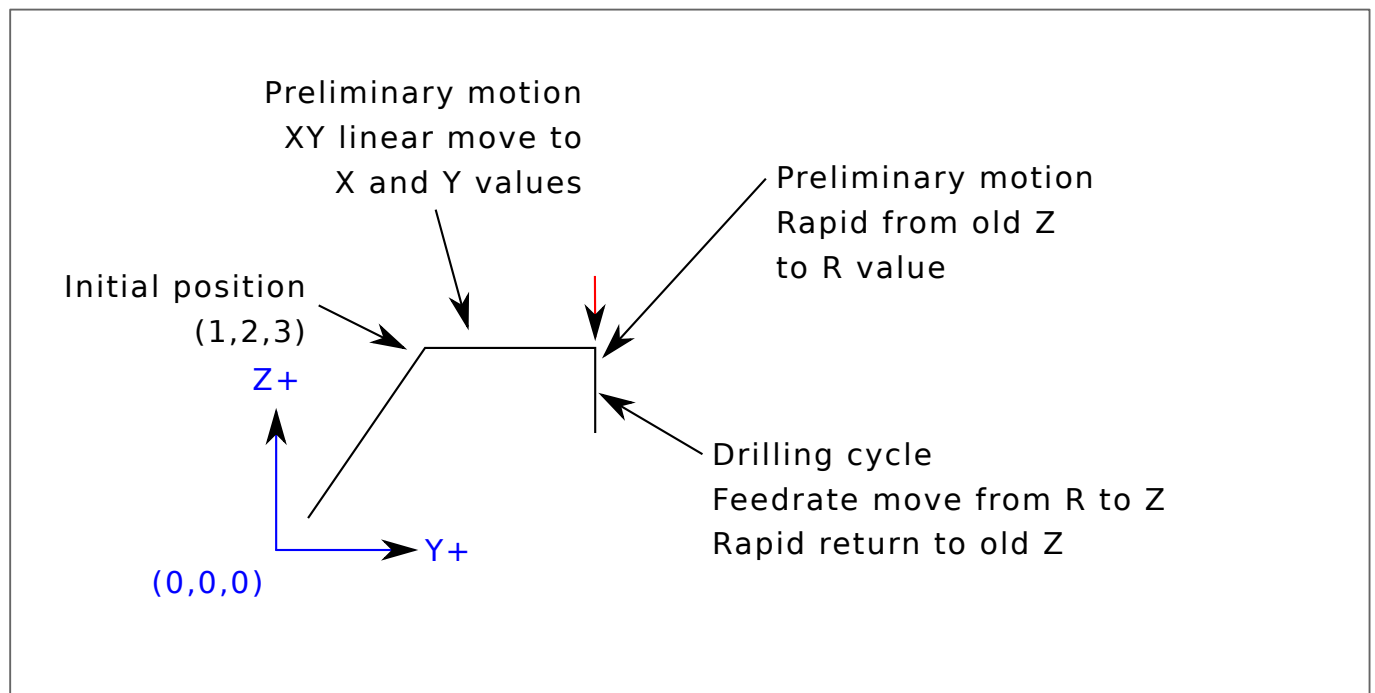 Preliminary motion
XY linear move to
X and Y values
Preliminary motion
Rapid from old Z
to R value
Initial position
(1,2,3)
Z+
Drilling cycle
Feedrate move from R to Z
Rapid return to old Z
Y+
(0,0,0)